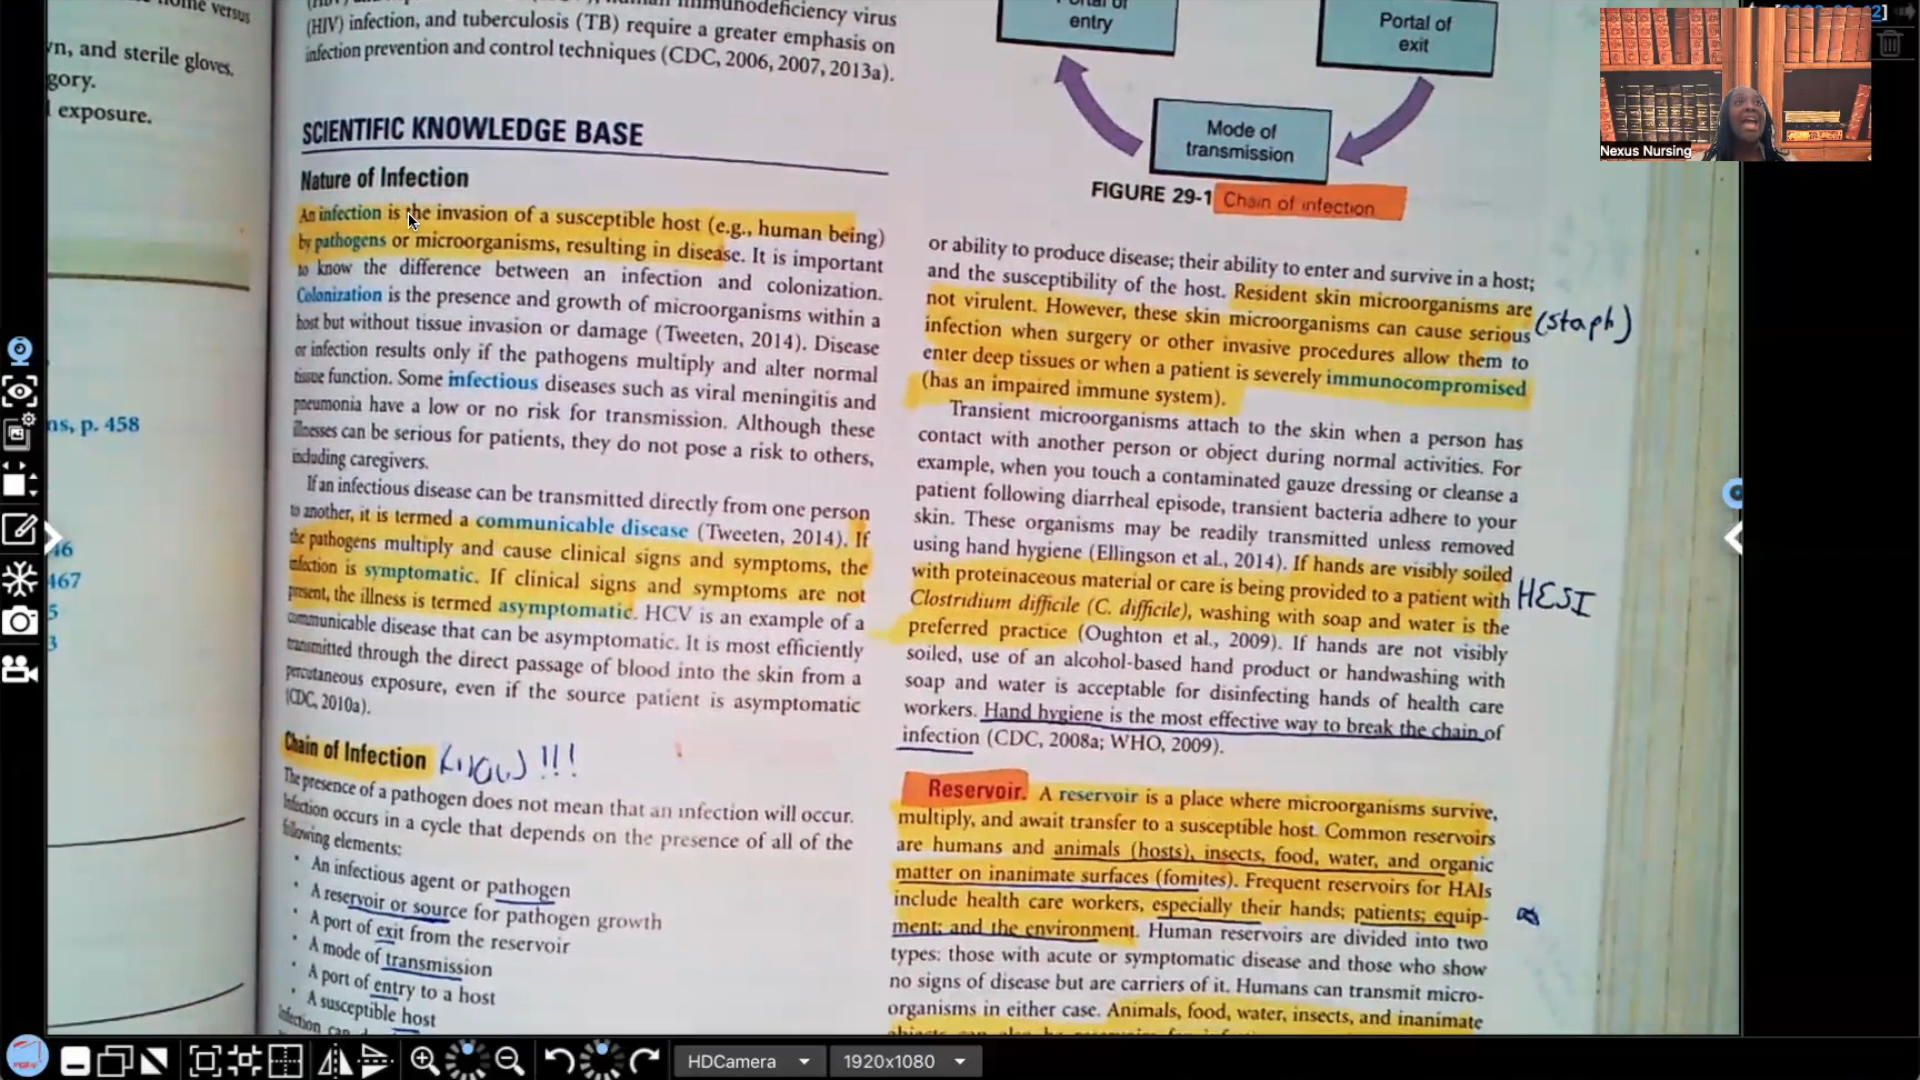 home versus
wn, and sterile gloves.
gory.
exposure.
ns, p. 458
467
5
3
immunodeficiency virus
(HIV) infection, and tuberculosis (TB) require a greater emphasis on
infection prevention and control techniques (CDC, 2006, 2007, 2013a).
SCIENTIFIC KNOWLEDGE BASE
Nature of Infection
An infection is the invasion of a susceptible host (e.g., human being)
by pathogens or microorganisms, resulting in disease. It is important
to know the difference between an infection and colonization.
Colonization is the presence and growth of microorganisms within a
host but without tissue invasion or damage (Tweeten, 2014). Disease
or infection results only if the pathogens multiply and alter normal
tissue function. Some infectious diseases such as viral meningitis and
pneumonia have a low or no risk for transmission. Although these
illnesses can be serious for patients, they do not pose a risk to others,
including caregivers.
If an infectious disease can be transmitted directly from one person
to another, it is termed a communicable disease (Tweeten, 2014). If
the pathogens multiply and cause clinical signs and symptoms, the
infection is symptomatic. If clinical signs and symptoms are not
present, the illness is termed asymptomatic. HCV is an example of a
communicable disease that can be asymptomatic. It is most efficiently
transmitted through the direct passage of blood into the skin from a
percutaneous exposure, even if the source patient is asymptomatic
(CDC, 2010a).
Chain of Infection Know!!!
The presence of a pathogen does not mean that an infection will occur.
Infection occurs in a cycle that depends on the presence of all of the
following elements:
• An infectious agent or pathogen
• A reservoir or source for pathogen growth
• A port of exit from the reservoir
• A mode of transmission
• A port of entry to a host
• A susceptible host
Infection can
Portal of
entry
Portal of
exit
Mode of
transmission
FIGURE 29-1 Chain of infection
or ability to produce disease; their ability to enter and survive in a host;
and the susceptibility of the host. Resident skin microorganisms are
not virulent. However, these skin microorganisms can cause serious (staph)
infection when surgery or other invasive procedures allow them to
enter deep tissues or when a patient is severely immunocompromised
(has an impaired immune system).
Transient microorganisms attach to the skin when a person has
contact with another person or object during normal activities. For
example, when you touch a contaminated gauze dressing or cleanse a
patient following diarrheal episode, transient bacteria adhere to your
skin. These organisms may be readily transmitted unless removed
using hand hygiene (Ellingson et al., 2014). If hands are visibly soiled
with proteinaceous material or care is being provided to a patient with HESI
Clostridium difficile (C. difficile), washing with soap and water is the
preferred practice (Oughton et al., 2009). If hands are not visibly
soiled, use of an alcohol-based hand product or handwashing with
soap and water is acceptable for disinfecting hands of health care
workers. Hand hygiene is the most effective way to break the chain of
infection (CDC, 2008a; WHO, 2009).
Reservoir. A reservoir is a place where microorganisms survive,
multiply, and await transfer to a susceptible host. Common reservoirs
are humans and animals (hosts), insects, food, water, and organic
matter on inanimate surfaces (fomites). Frequent reservoirs for HAIs
include health care workers, especially their hands; patients; equip-
ment; and the environment. Human reservoirs are divided into two
types: those with acute or symptomatic disease and those who show
no signs of disease but are carriers of it. Humans can transmit micro-
organisms in either case. Animals, food, water, insects, and inanimate
Nexus Nursing
HDCamera
1920x1080